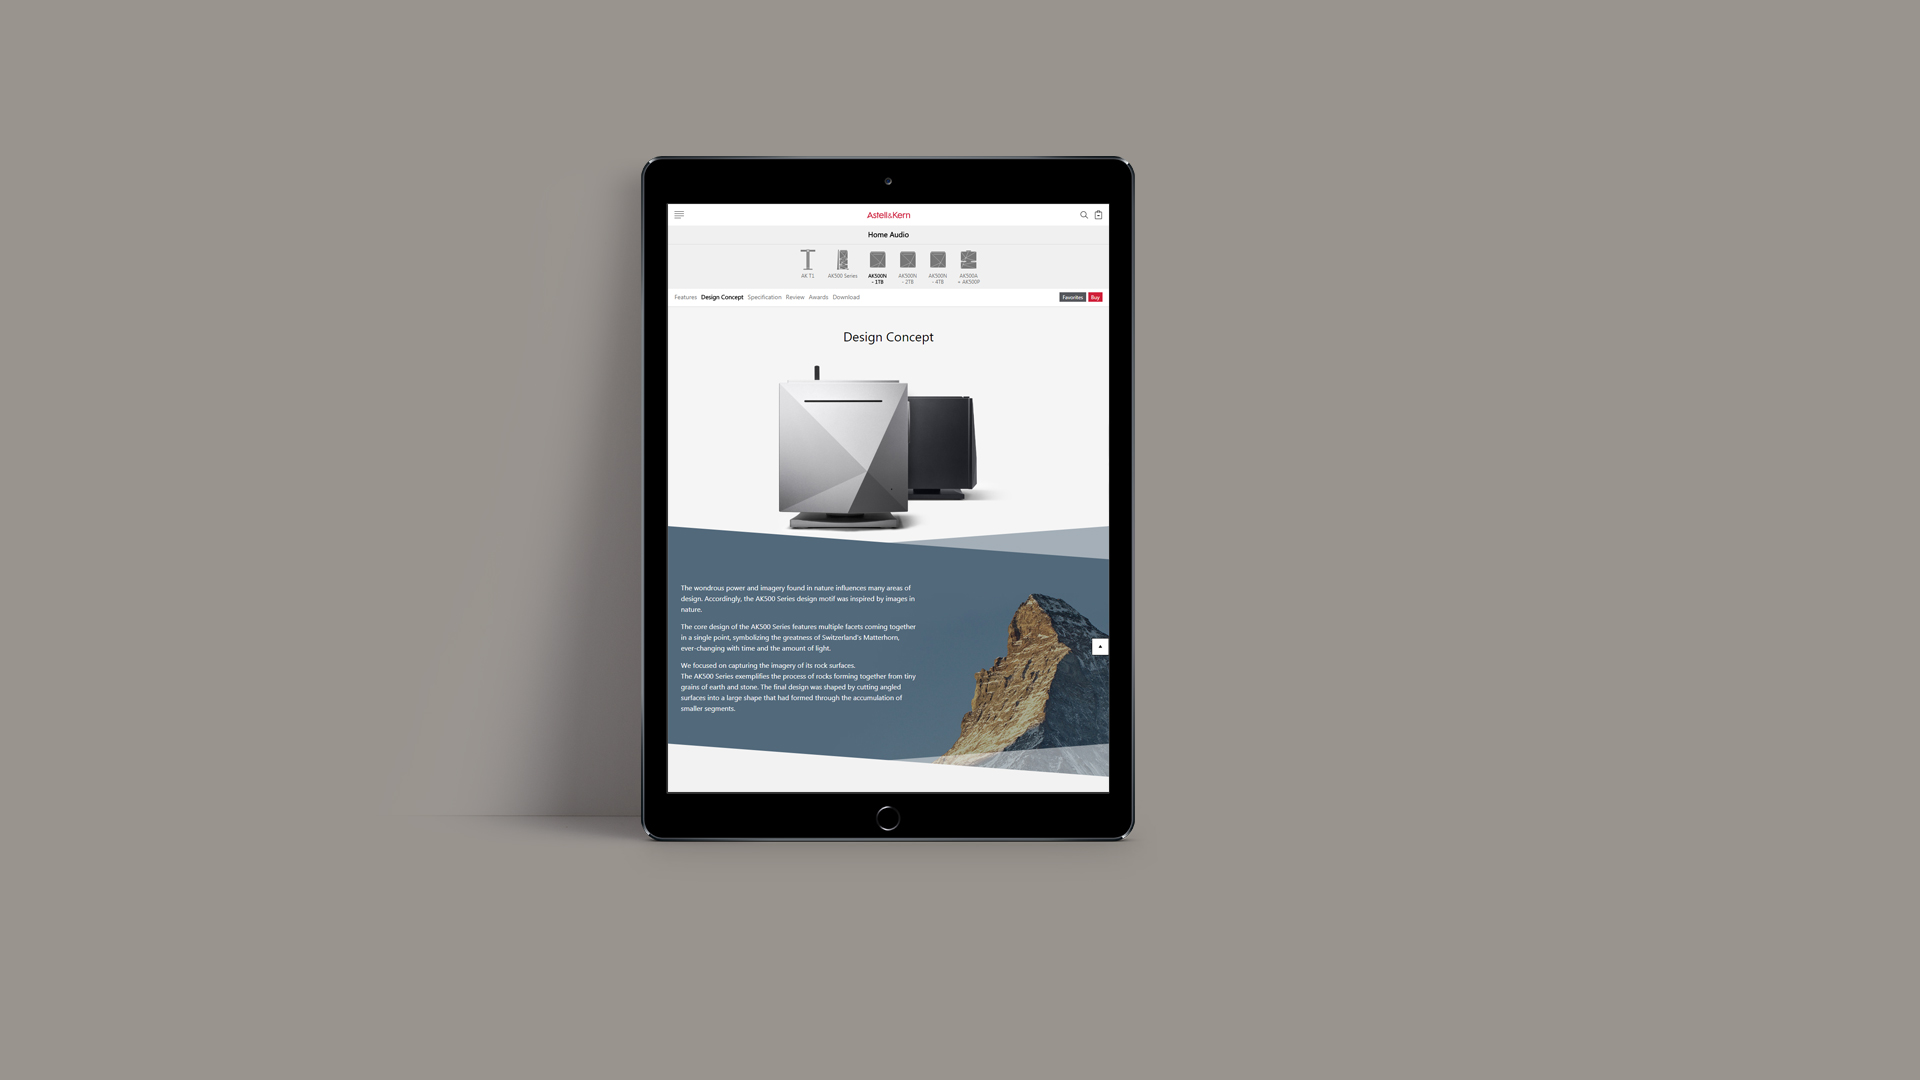 Astell&Kern
Home Audio
AK T1
AK500 Series
AK500N
- 1TB
AK500N
- 2TB
AK500N
- 4TB
AK500A
+ AK500P
Features Design Concept Specification Review Awards Download
Favorites Buy
Design Concept
The wondrous power and imagery found in nature influences many areas of
design. Accordingly, the AK500 Series design motif was inspired by images in
nature.
The core design of the AK500 Series features multiple facets coming together
in a single point, symbolizing the greatness of Switzerland's Matterhorn,
ever-changing with time and the amount of light.
We focused on capturing the imagery of its rock surfaces.
The AK500 Series exemplifies the process of rocks forming together from tiny
grains of earth and stone. The final design was shaped by cutting angled
surfaces into a large shape that had formed through the accumulation of
smaller segments.